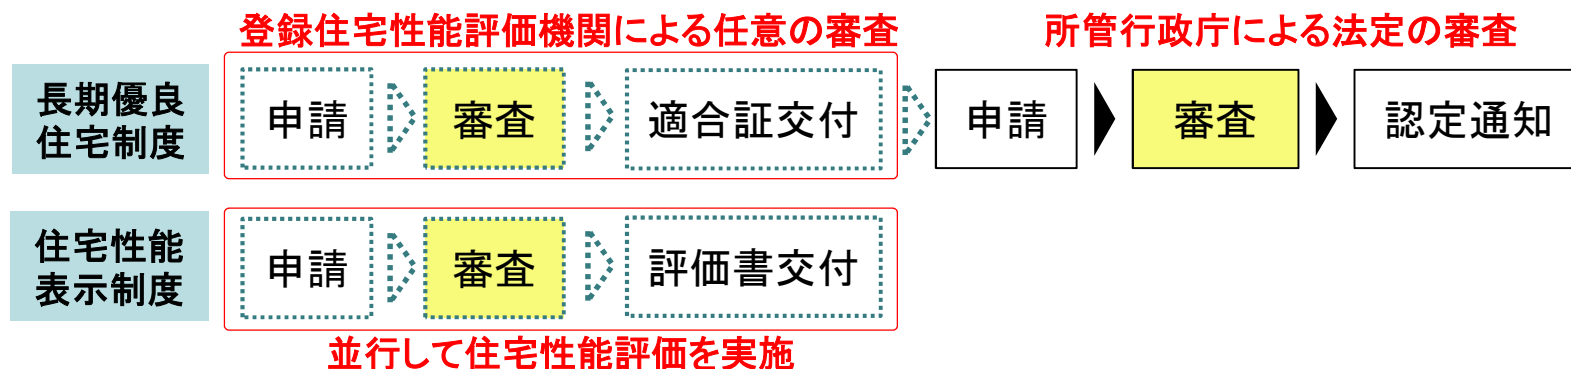 登録住宅性能評価機関による任意の審査
所管行政庁による法定の審査
長期優良
住宅制度
申請
審査
適合証交付
申請
審査
認定通知
住宅性能
表示制度
申請
審査
評価書交付
並行して住宅性能評価を実施